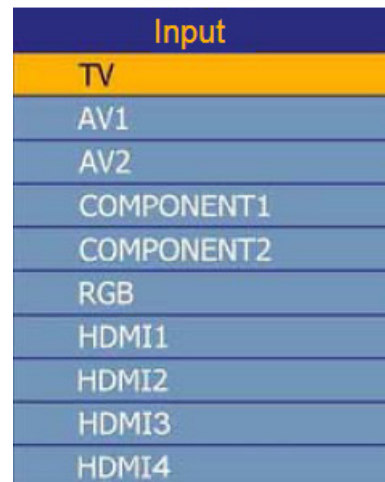 Input
TV
AV1
AV2
COMPONENT1
COMPONENT2
RGB
HDMI1
HDMI2
HDMI3
HDMI4